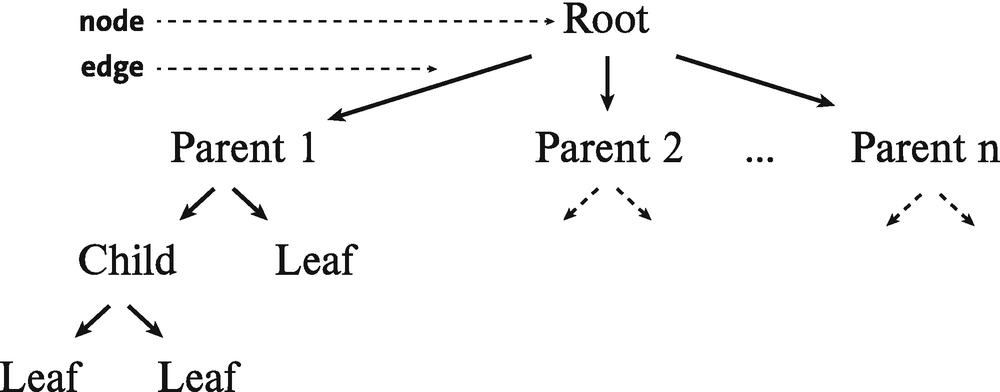 node
Root
edge
Parent 1
Parent 2
...
Parent n
Child
Leaf
Leaf
Leaf